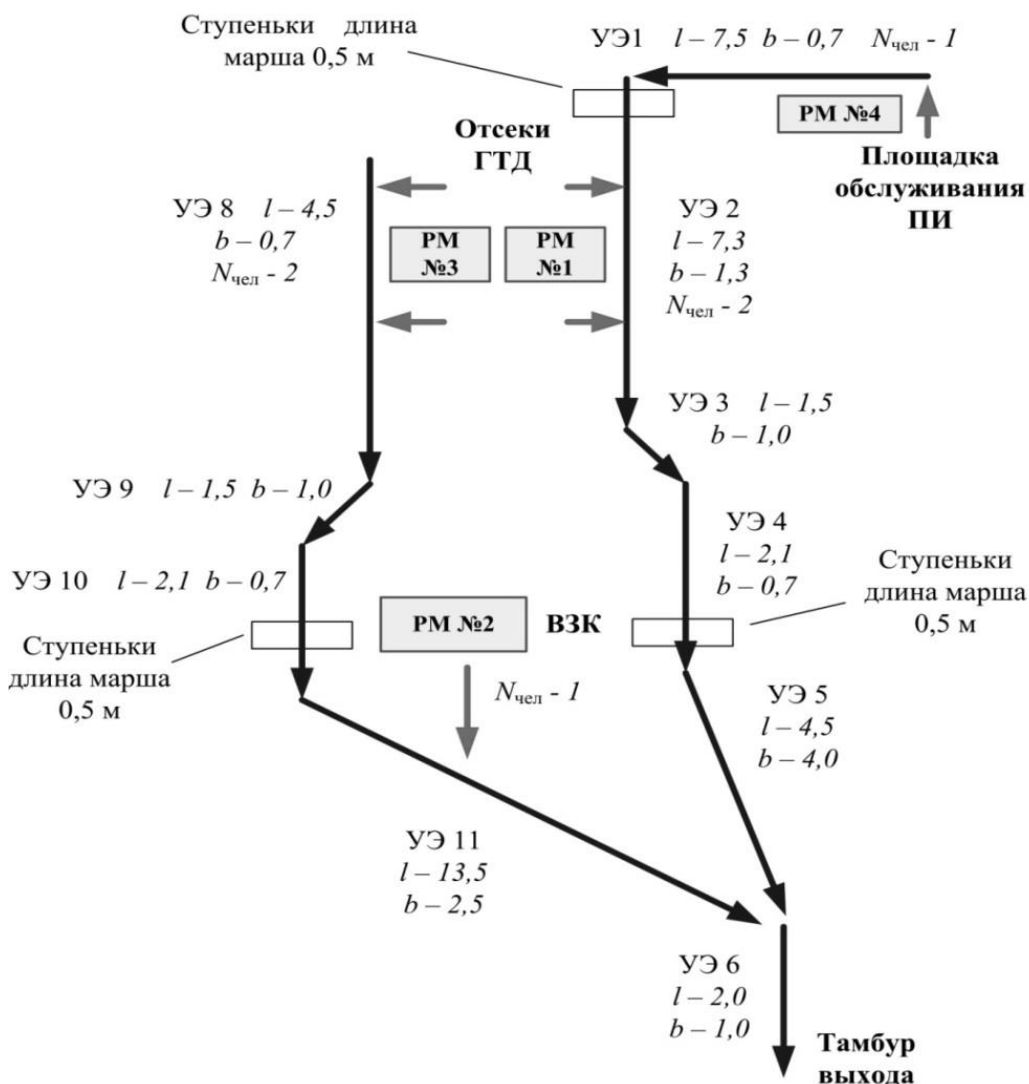 Ступеньки длина
марша 0,5 м
УЭ1 l – 7,5 b – 0,7 Nчел - 1
РМ №4
Отсеки
ГТД
Площадка
обслуживания
ПИ
УЭ 8 l – 4,5
b – 0,7
Nчел - 2
РМ
№3
РМ
№1
УЭ 2
l – 7,3
b – 1,3
Nчел - 2
УЭ 3 l – 1,5
b – 1,0
УЭ 9 l – 1,5 b – 1,0
УЭ 4
l – 2,1
b – 0,7
УЭ 10 l – 2,1 b – 0,7
Ступеньки
длина марша
0,5 м
РМ №2
ВЗК
Ступеньки
длина марша
0,5 м
Nчел - 1
УЭ 5
l – 4,5
b – 4,0
УЭ 11
l – 13,5
b – 2,5
УЭ 6
l – 2,0
b – 1,0
Тамбур
выхода